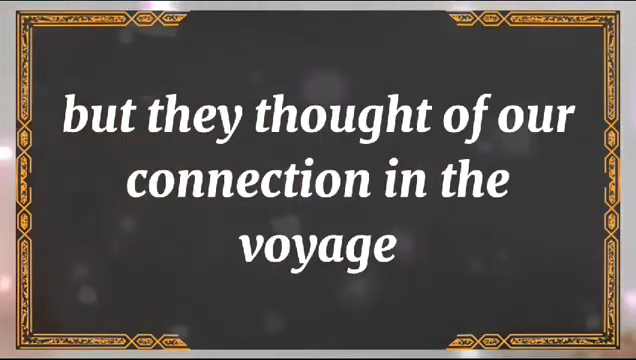 but they thought of our
connection in the
voyage